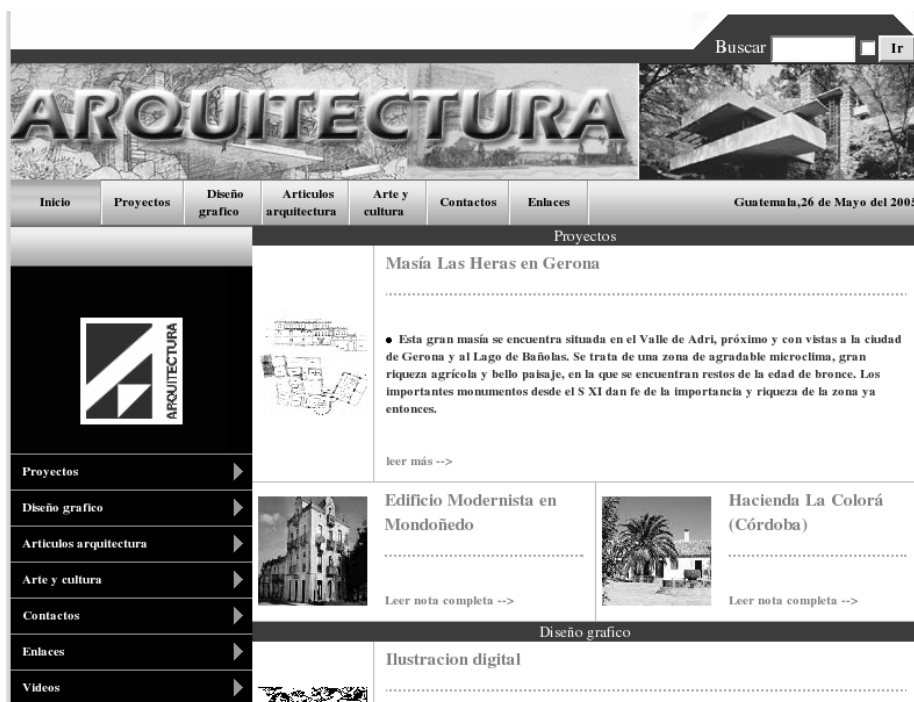 Buscar Ir
ARQUITECTURA
Inicio Proyectos Diseño grafico Articulos arquitectura Arte y cultura Contactos Enlaces Guatemala,26 de Mayo del 2005
Proyectos
Masía Las Heras en Gerona
Esta gran masía se encuentra situada en el Valle de Adri, próximo y con vistas a la ciudad
de Gerona y al Lago de Bañolas. Se trata de una zona de agradable microclima, gran
riqueza agrícola y bello paisaje, en la que se encuentran restos de la edad de bronce. Los
importantes monumentos desde el S XI dan fe de la importancia y riqueza de la zona ya
entonces.
leer más -->
ARQUITECTURA
Proyectos
Diseño grafico
Articulos arquitectura
Arte y cultura
Contactos
Enlaces
Videos
Edificio Modernista en
Mondoñedo
Leer nota completa -->
Hacienda La Colorá
(Córdoba)
Leer nota completa -->
Diseño grafico
Ilustracion digital